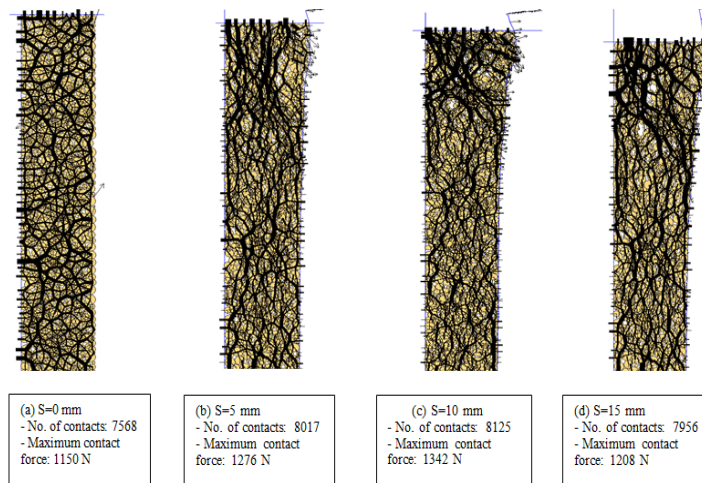 (a) S=0 mm
- No. of contacts: 7568
- Maximum contact
force: 1150 N
(b) S=5 mm
- No. of contacts: 8017
- Maximum contact
force: 1276 N
(c) S=10 mm
- No. of contacts: 8125
- Maximum contact
force: 1342 N
(d) S=15 mm
- No. of contacts: 7956
- Maximum contact
force: 1208 N